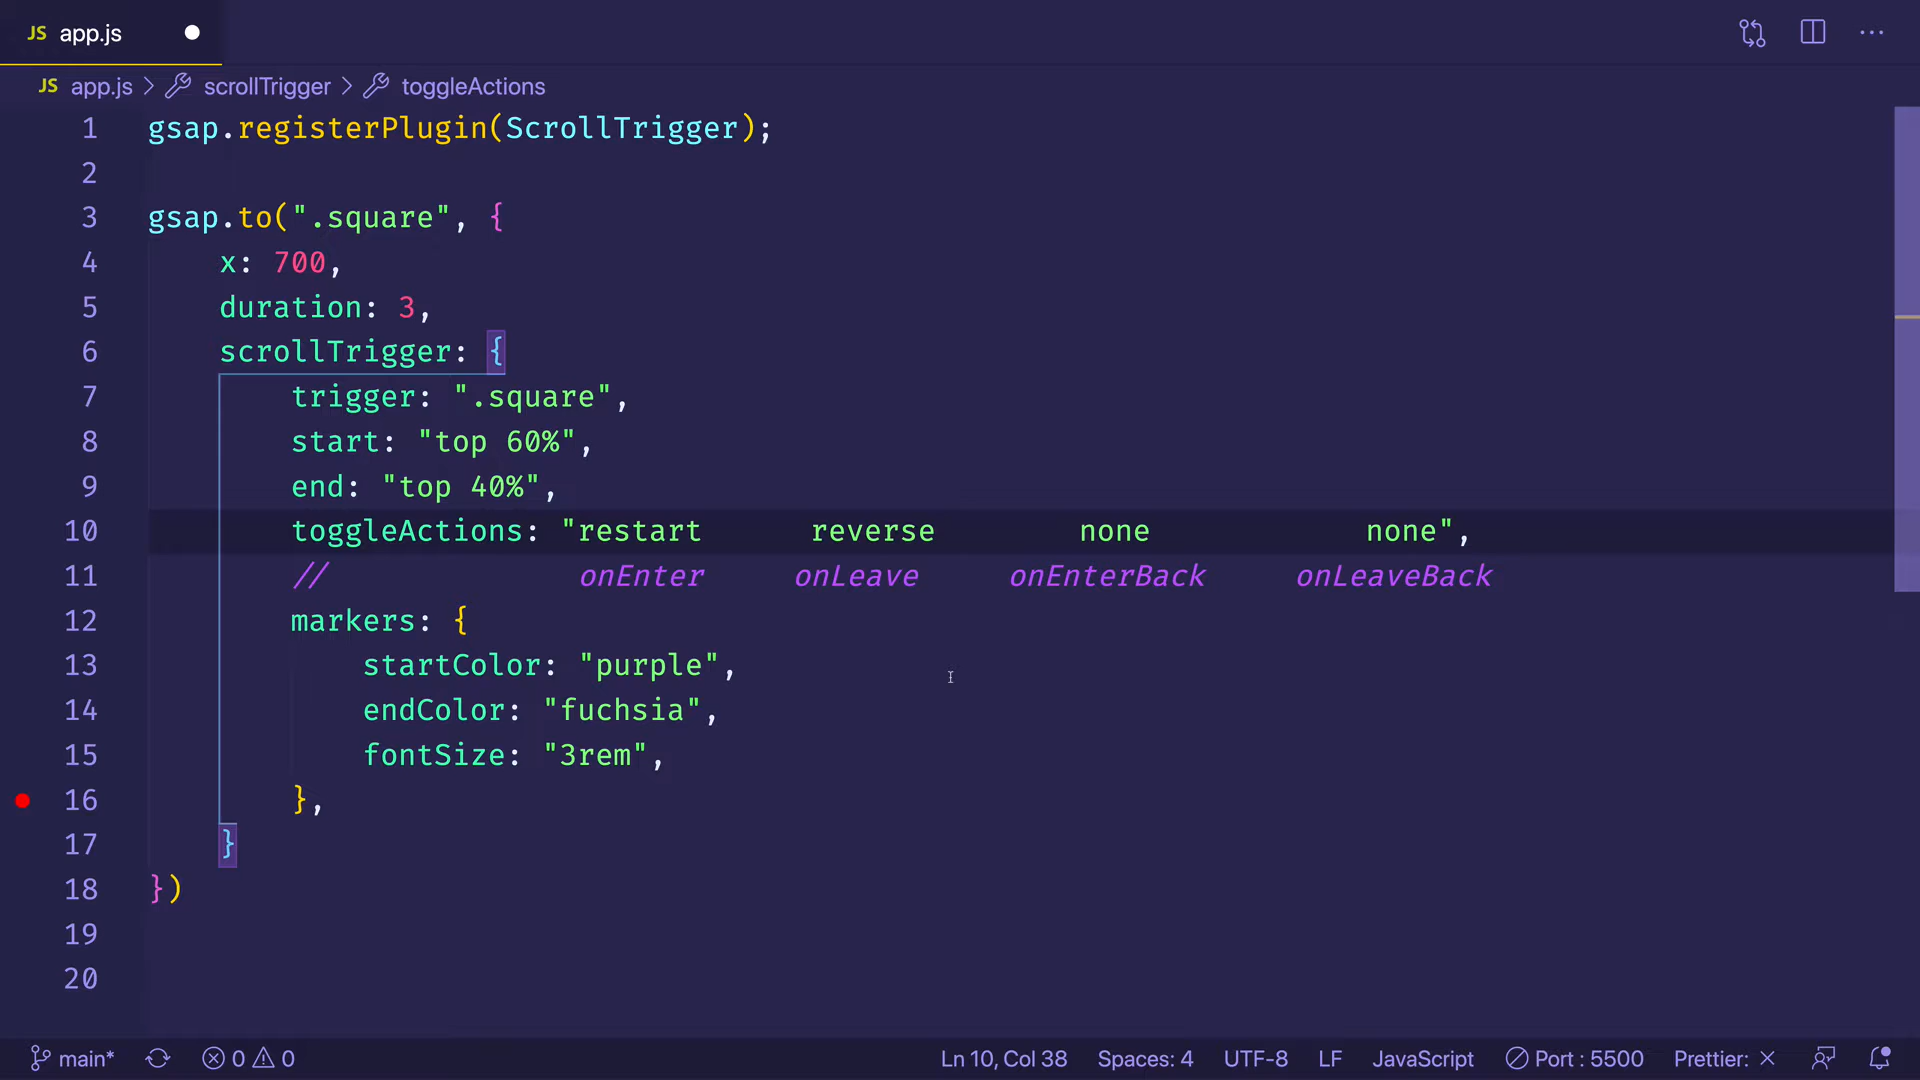 JS app.js
JS app.js > scrollTrigger > toggleActions
1 gsap.registerPlugin(ScrollTrigger);
2
3 gsap.to(".square", {
4 x: 700,
5 duration: 3,
6 scrollTrigger: {
7 trigger: ".square",
8 start: "top 60%",
9 end: "top 40%",
10 toggleActions: "restart reverse none none",
11 // onEnter onLeave onEnterBack onLeaveBack
12 markers: {
13 startColor: "purple",
14 endColor: "fuchsia",
15 fontSize: "3rem",
16 },
17 }
18 })
19
20
main* 0 0 Ln 10, Col 38 Spaces: 4 UTF-8 LF JavaScript Port : 5500 Prettier: ×